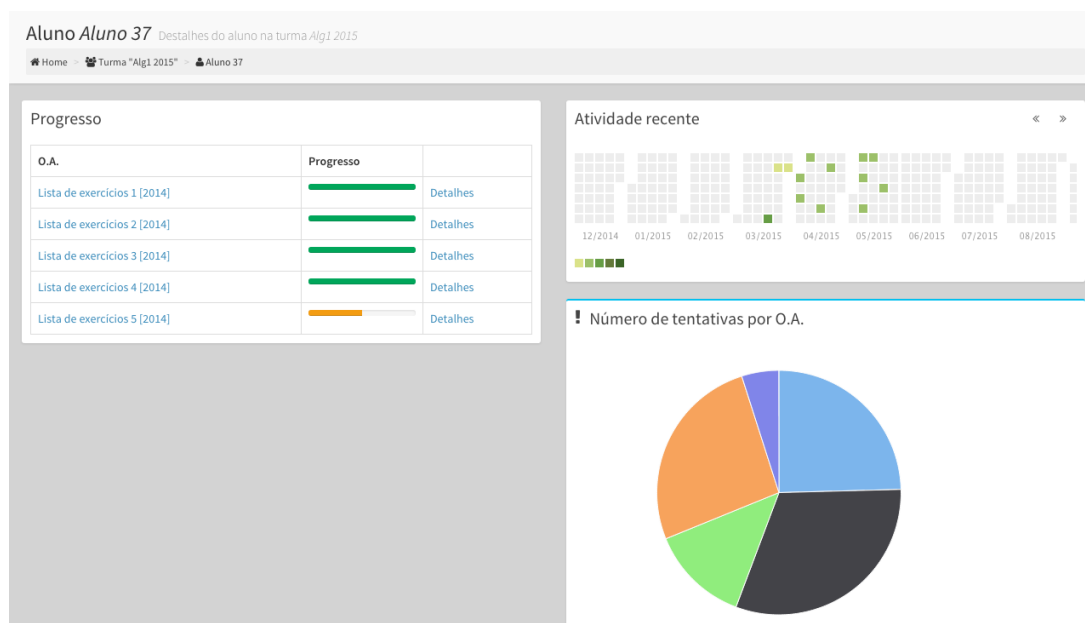 Aluno Aluno 37 Destalhes do aluno na turma Alg1 2015
Home > Turma "Alg1 2015" > Aluno 37
Progresso
O.A. Progresso
Lista de exercícios 1 [2014] Detalhes
Lista de exercícios 2 [2014] Detalhes
Lista de exercícios 3 [2014] Detalhes
Lista de exercícios 4 [2014] Detalhes
Lista de exercícios 5 [2014] Detalhes
Atividade recente « »
12/2014 01/2015 02/2015 03/2015 04/2015 05/2015 06/2015 07/2015 08/2015
! Número de tentativas por O.A.